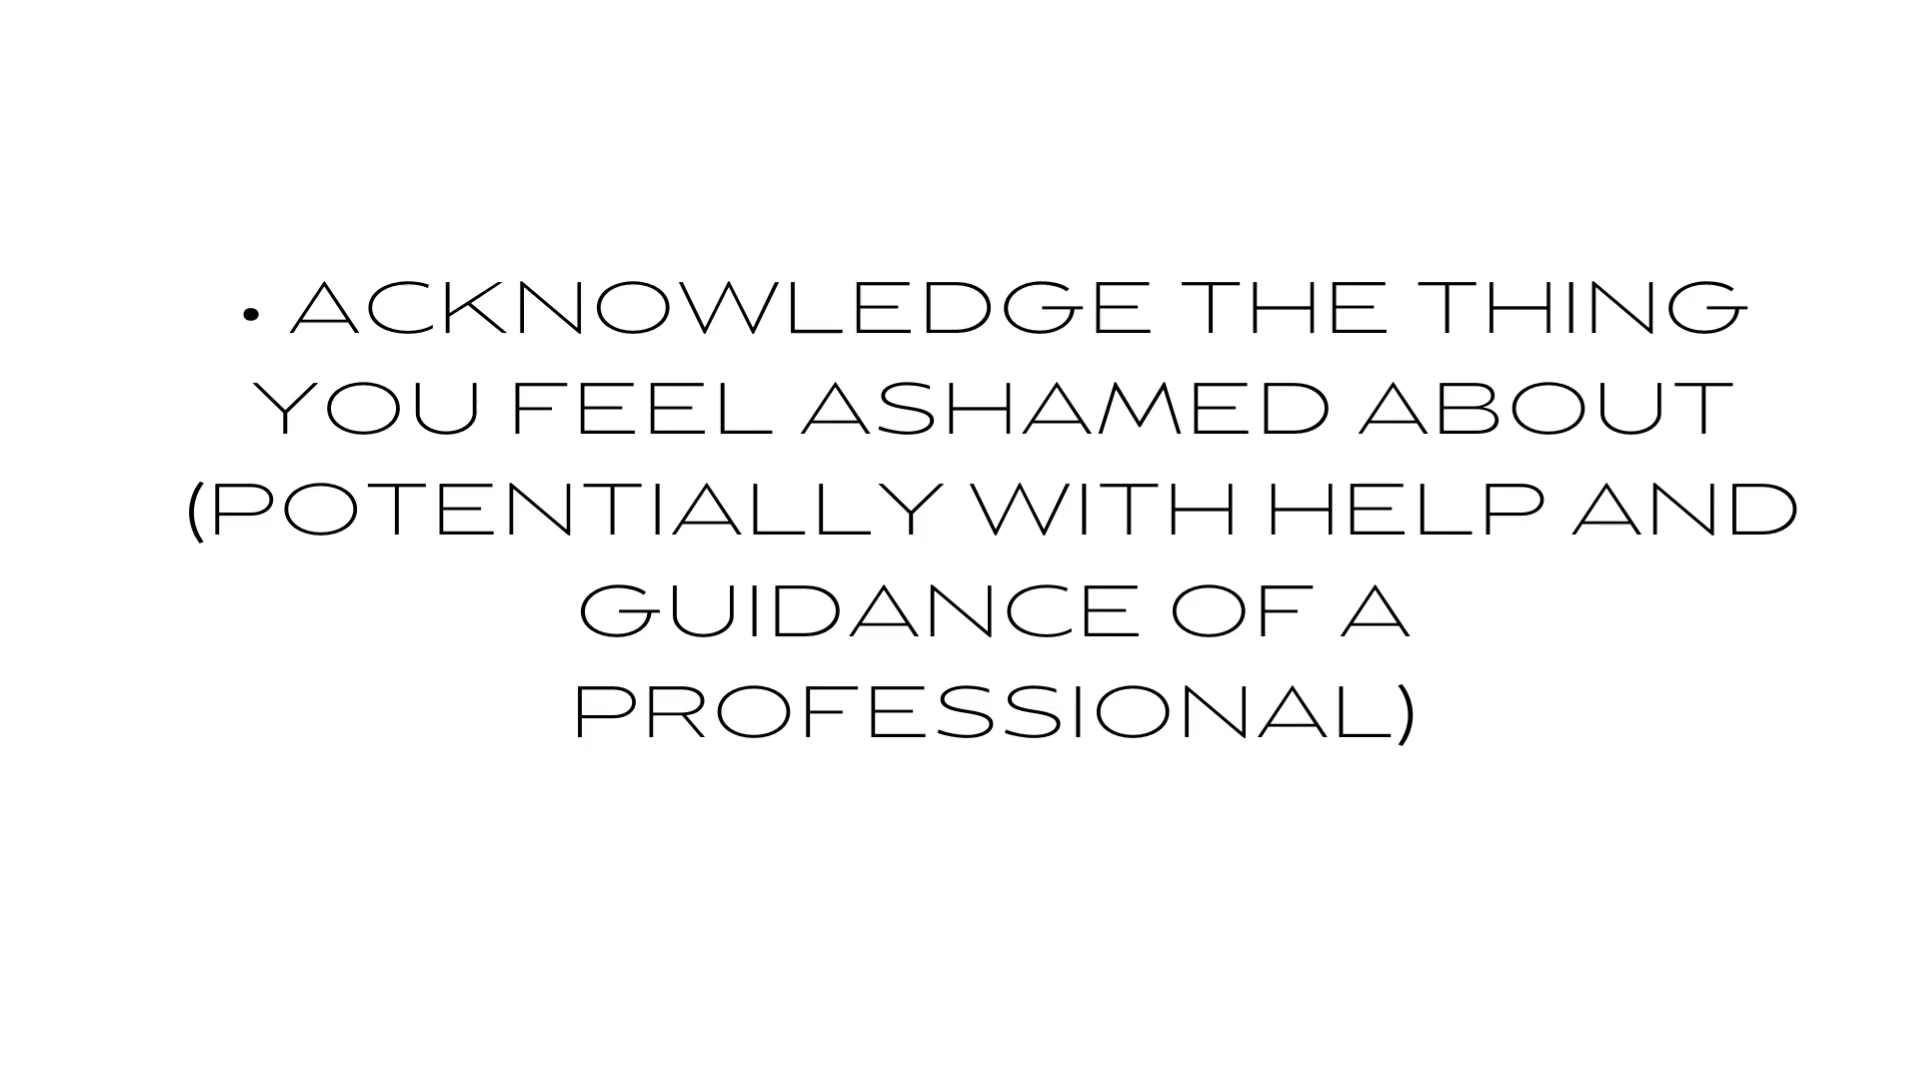 • ACKNOWLEDGE THE THING
YOU FEEL ASHAMED ABOUT
(POTENTIALLY WITH HELP AND
GUIDANCE OF A
PROFESSIONAL)